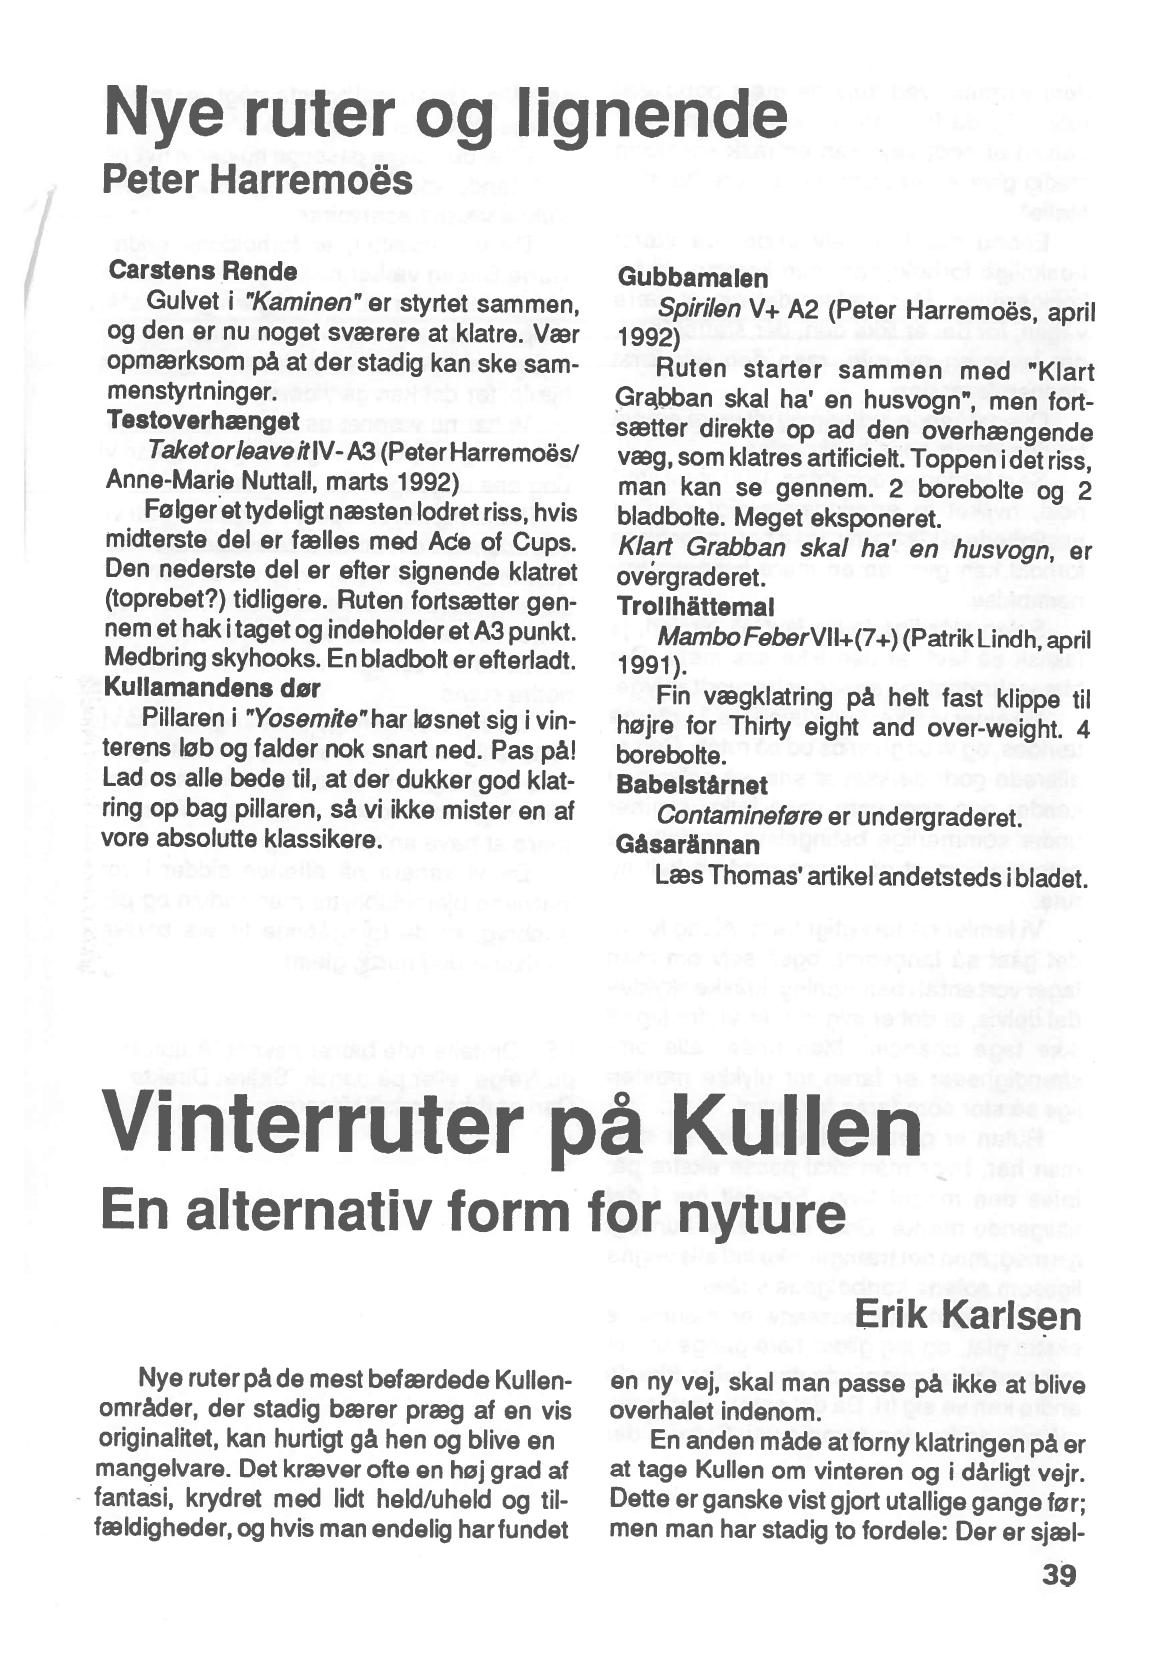 Nye ruter og lignende
Peter Harremoës
Carstens Rende
Gulvet i "Kaminen" er styrtet sammen,
og den er nu noget sværere at klatre. Vær
opmærksom på at der stadig kan ske sam-
menstyrtninger.
Testoverhænget
Take t or leave it IV- A3 (Peter Harremoës/
Anne-Marie Nuttall, marts 1992)
Følger et tydeligt næsten lodret riss, hvis
midterste del er fælles med Ace of Cups.
Den nederste del er efter signende klatret
(toprebet?) tidligere. Ruten fortsætter gen-
nem et hak i taget og indeholder et A3 punkt.
Medbring skyhooks. En bladbolt er efterladt.
Kullamandens dør
Pillaren i "Yosemite" har løsnet sig i vin-
terens løb og falder nok snart ned. Pas på!
Lad os alle bede til, at der dukker god klat-
ring op bag pillaren, så vi ikke mister en af
vore absolutte klassikere.
Gubbamalen
Spirilen V+ A2 (Peter Harremoës, april
1992)
Ruten starter sammen med "Klart
Grabban skal ha' en husvogn", men fort-
sætter direkte op ad den overhængende
væg, som klatres artificielt. Toppen i det riss,
man kan se gennem. 2 borebolte og 2
bladbolte. Meget eksponeret.
Klart Grabban skal ha' en husvogn, er
overgraderet.
Trollhättemal
Mambo Feber VII+(7+) (Patrik Lindh, april
1991).
Fin vægklatring på helt fast klippe til
højre for Thirty eight and over-weight. 4
borebolte.
Babelstårnet
Contamineføre er undergraderet.
Gåsarännan
Læs Thomas' artikel andetsteds i bladet.
Vinterruter på Kullen
En alternativ form for nyture
Erik Karlsen
Nye ruter på de mest befærdede Kullen-
områder, der stadig bærer præg af en vis
originalitet, kan hurtigt gå hen og blive en
mangelvare. Det kræver ofte en høj grad af
fantasi, krydret med lidt held/uheld og til-
fældigheder, og hvis man endelig har fundet
en ny vej, skal man passe på ikke at blive
overhalet indenom.
En anden måde at forny klatringen på er
at tage Kullen om vinteren og i dårligt vejr.
Dette er ganske vist gjort utallige gange før;
men man har stadig to fordele: Der er sjæl-
39